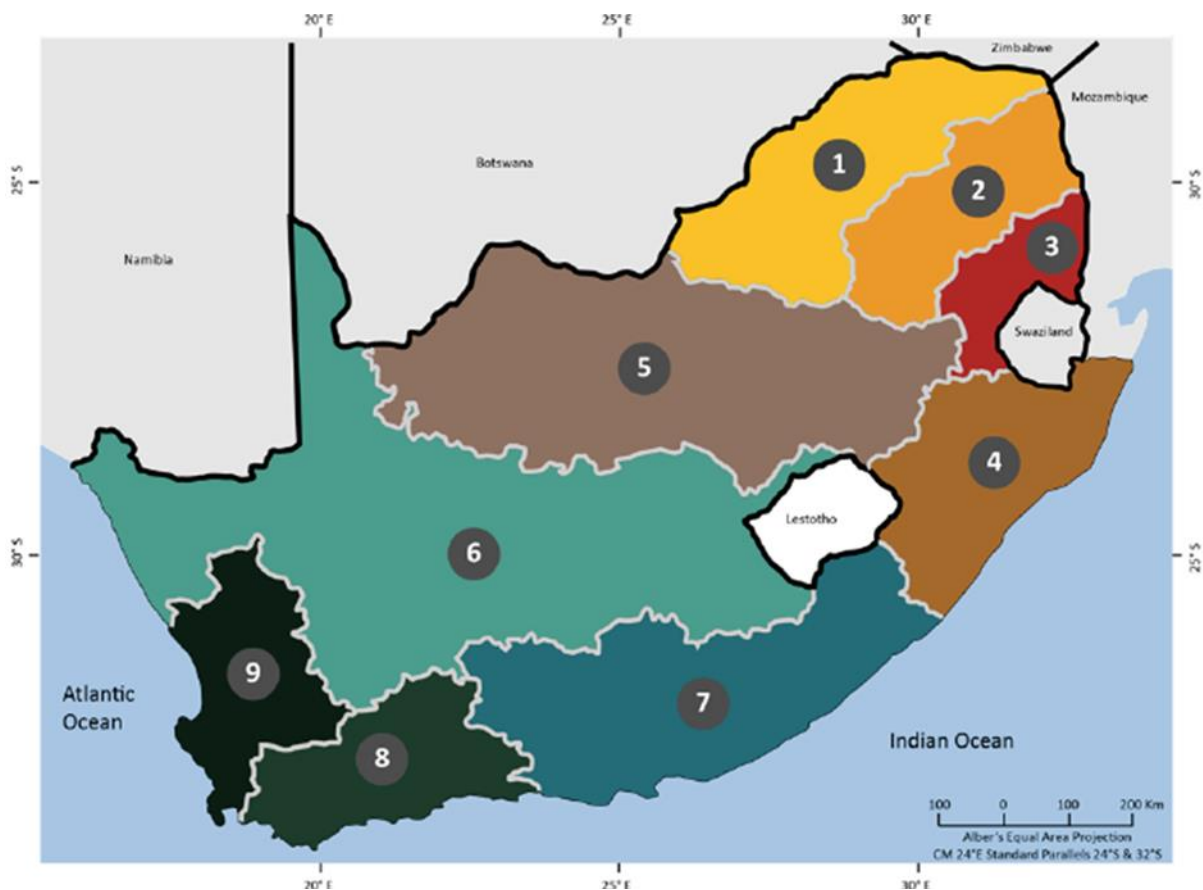 20° E
25° E
30° E
Zimbabwe
Mozambique
Botswana
1
25° S
2
30° S
Namibia
3
Swaziland
5
4
Lestotho
6
30° S
25° S
9
Atlantic
Ocean
7
Indian Ocean
8
100 0 100 200 Km
Alber's Equal Area Projection
CM 24°E Standard Parallels 24°S & 32°S
20° E
25° E
30° E